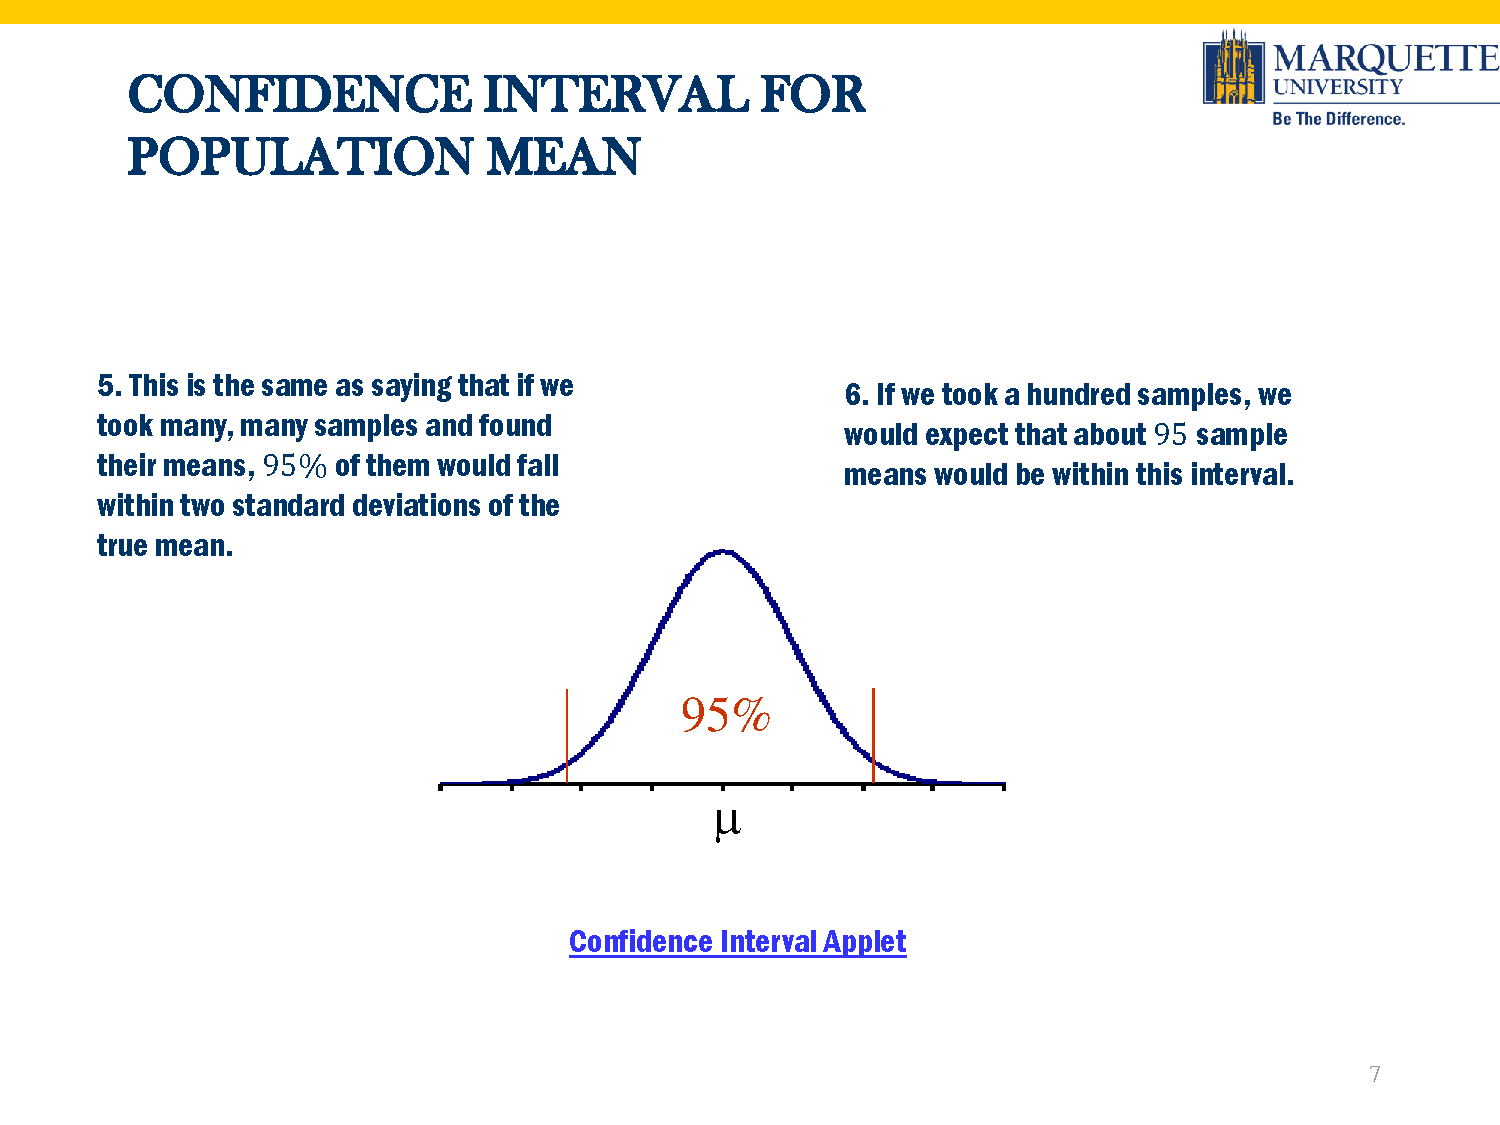 MARQUETTE
UNIVERSITY
Be The Difference.
CONFIDENCE INTERVAL FOR
POPULATION MEAN
5. This is the same as saying that if we
took many, many samples and found
their means, 95% of them would fall
within two standard deviations of the
true mean.
6. If we took a hundred samples, we
would expect that about 95 sample
means would be within this interval.
95%
μ
Confidence Interval Applet
7